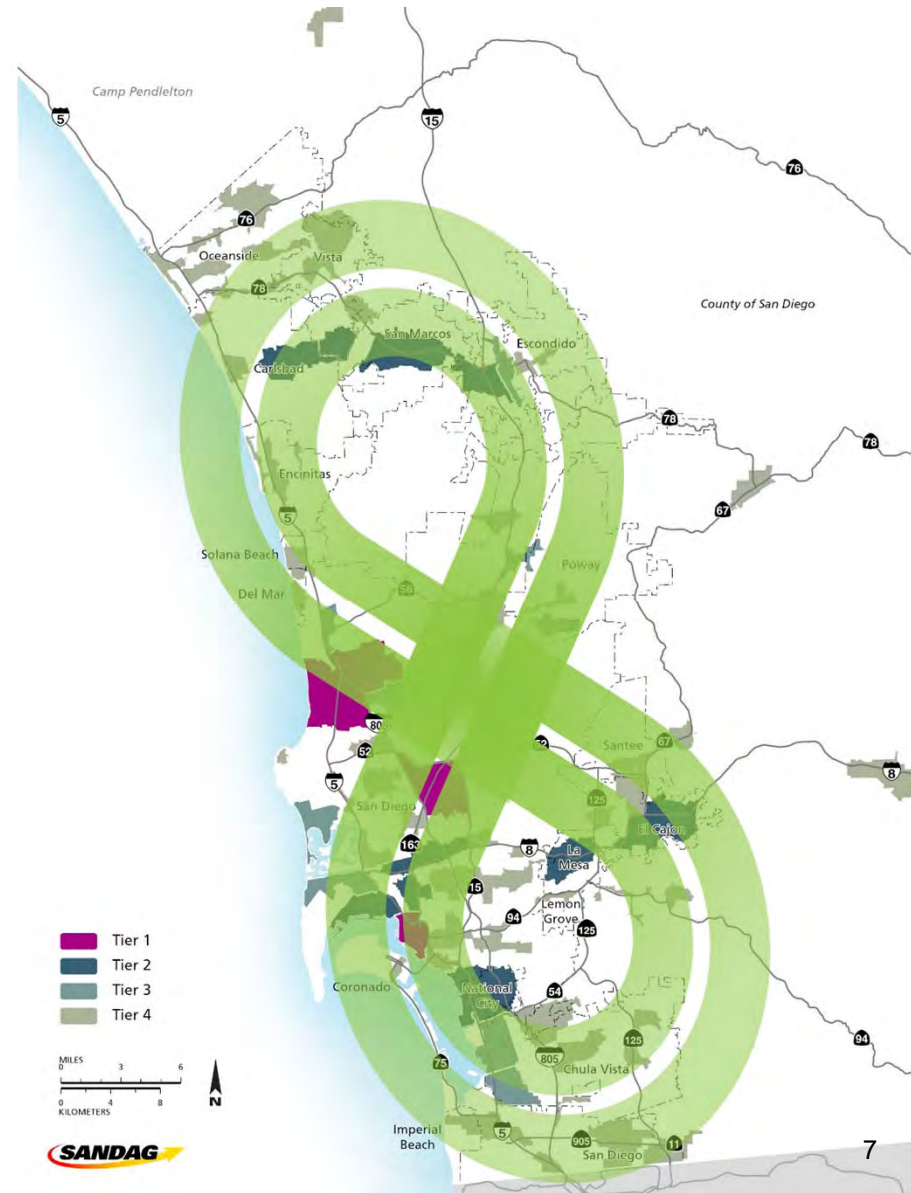 Camp Pendlelton
5
15
76
76
Oceanside
Vista
78
County of San Diego
San Marcos
Escondido
Carlsbad
78
78
Encinitas
67
5
Solana Beach
Poway
56
Del Mar
805
52
52
Santee
67
8
5
125
San Diego
El Cajon
163
8
La
Mesa
15
Lemon
Grove
94
125
Coronado
National
City
54
94
75
805
125
Chula Vista
Imperial
Beach
5
905
11
San Diego
Tier 1
Tier 2
Tier 3
Tier 4
MILES
0 3 6
0 4 8
KILOMETERS
N
SANDAG
7